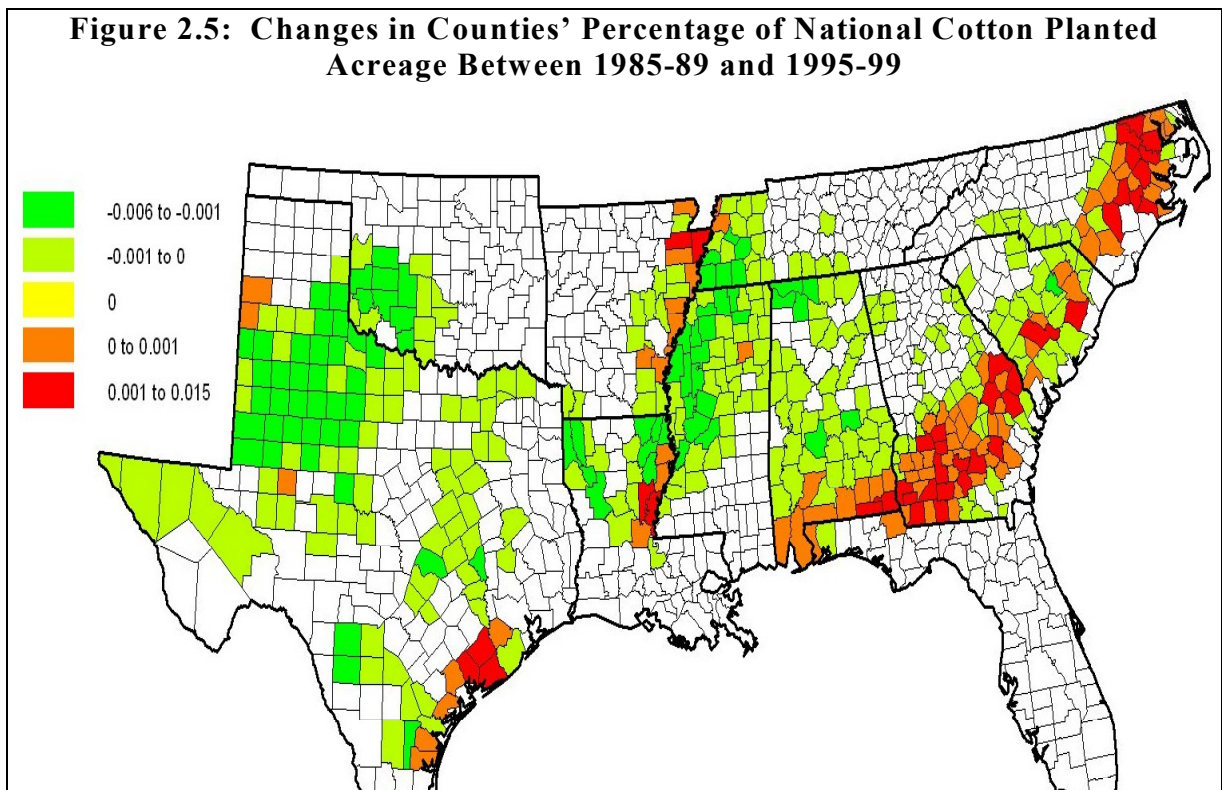 Figure 2.5: Changes in Counties’ Percentage of National Cotton Planted
Acreage Between 1985-89 and 1995-99
-0.006 to -0.001
-0.001 to 0
0
0 to 0.001
0.001 to 0.015